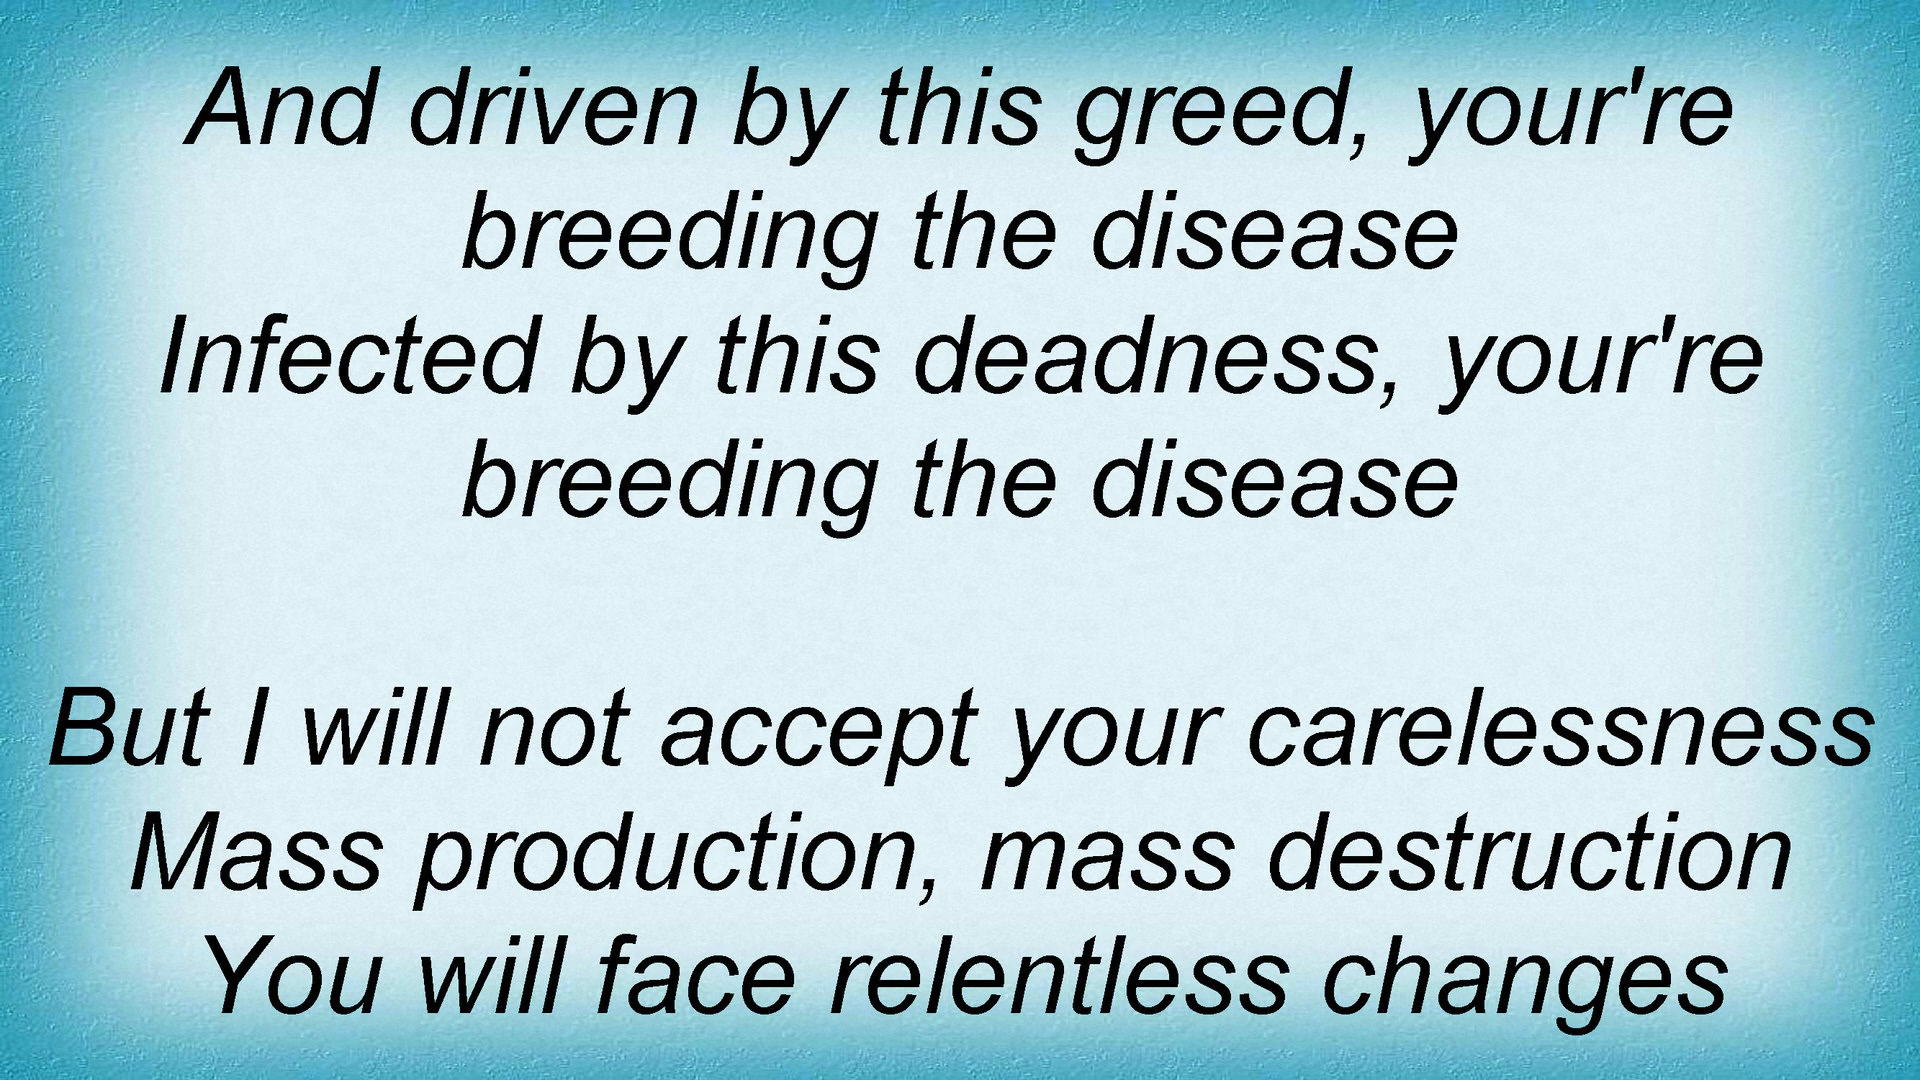 And driven by this greed, your're
breeding the disease
Infected by this deadness, your're
breeding the disease
But I will not accept your carelessness
Mass production, mass destruction
You will face relentless changes